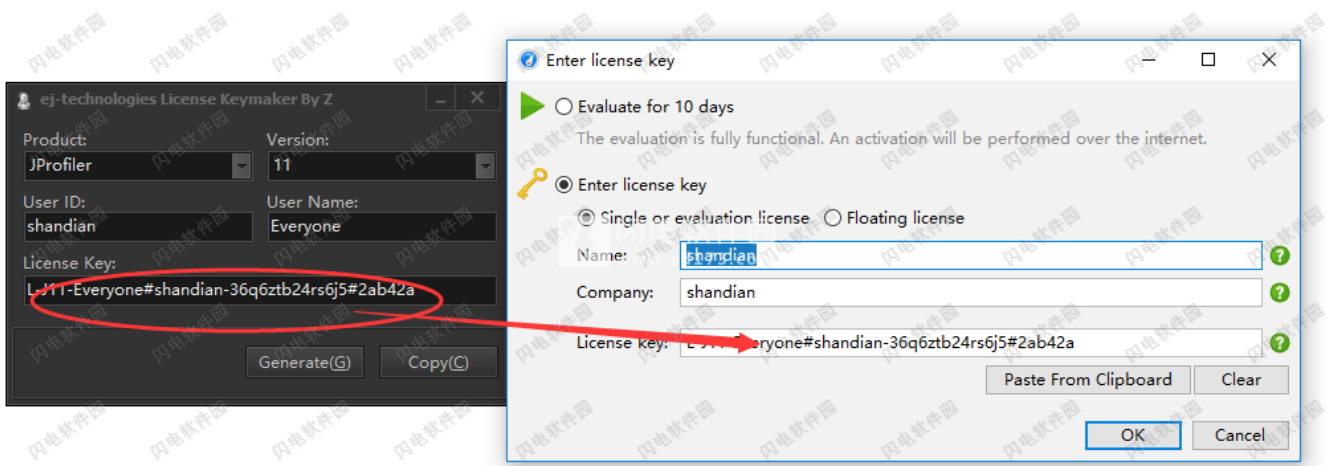 ej-technologies License Keymaker By Z
Product:
Version:
JProfiler
11
User ID:
User Name:
shandian
Everyone
License Key:
L-J11-Everyone#shandian-36q6ztb24rs6j5#2ab42a
Generate(G)
Copy(C)
Enter license key
Evaluate for 10 days
The evaluation is fully functional. An activation will be performed over the internet.
Enter license key
Single or evaluation license
Floating license
Name:
shandian
Company:
shandian
License key:
L-J11-Everyone#shandian-36q6ztb24rs6j5#2ab42a
Paste From Clipboard
Clear
OK
Cancel
闪电软件园